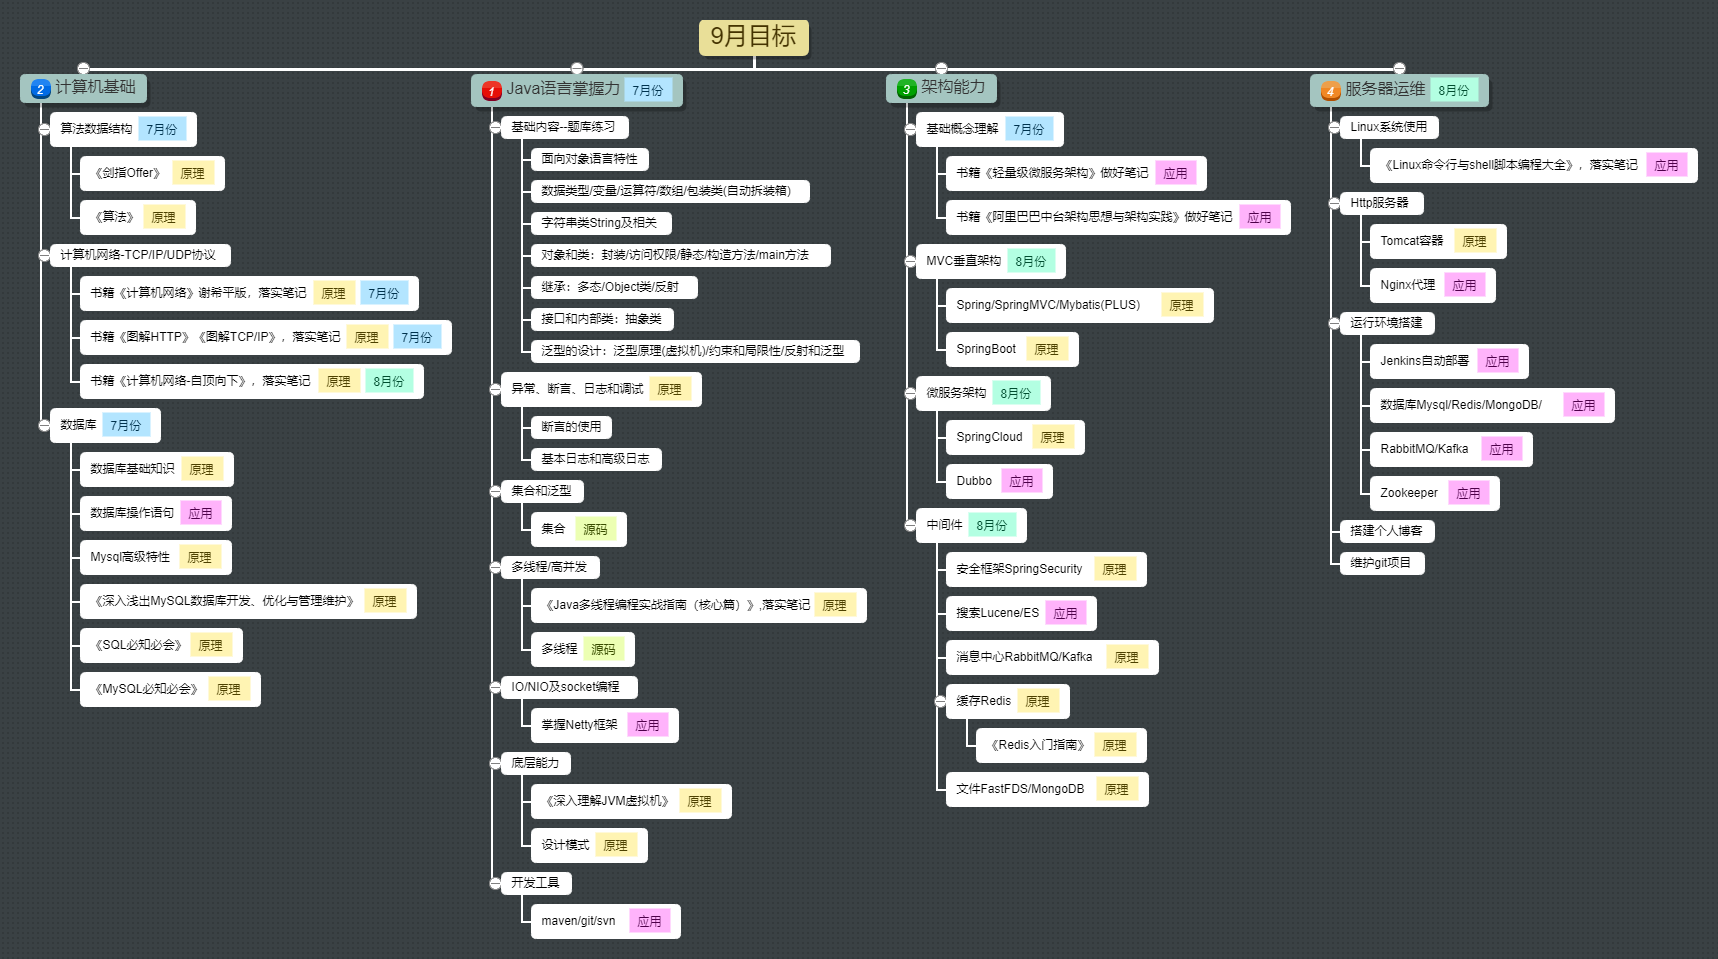 9月目标
2 计算机基础
算法数据结构 7月份
《剑指Offer》 原理
《算法》 原理
计算机网络-TCP/IP/UDP协议
书籍《计算机网络》谢希平版，落实笔记 原理 7月份
书籍《图解HTTP》《图解TCP/IP》，落实笔记 原理 7月份
书籍《计算机网络-自顶向下》，落实笔记 原理 8月份
数据库 7月份
数据库基础知识 原理
数据库操作语句 应用
Mysql高级特性 原理
《深入浅出MySQL数据库开发、优化与管理维护》 原理
《SQL必知必会》 原理
《MySQL必知必会》 原理
1 Java语言掌握力 7月份
基础内容--题库练习
面向对象语言特性
数据类型/变量/运算符/数组/包装类(自动拆装箱)
字符串类String及相关
对象和类：封装/访问权限/静态/构造方法/main方法
继承：多态/Object类/反射
接口和内部类：抽象类
泛型的设计：泛型原理(虚拟机)/约束和局限性/反射和泛型
异常、断言、日志和调试 原理
断言的使用
基本日志和高级日志
集合和泛型
集合 源码
多线程/高并发
《Java多线程编程实战指南（核心篇）》,落实笔记 原理
多线程 源码
IO/NIO及socket编程
掌握Netty框架 应用
底层能力
《深入理解JVM虚拟机》 原理
设计模式 原理
开发工具
maven/git/svn 应用
3 架构能力
基础概念理解 7月份
书籍《轻量级微服务架构》做好笔记 应用
书籍《阿里巴巴中台架构思想与架构实践》做好笔记 应用
MVC垂直架构 8月份
Spring/SpringMVC/Mybatis(PLUS) 原理
SpringBoot 原理
微服务架构 8月份
SpringCloud 原理
Dubbo 应用
中间件 8月份
安全框架SpringSecurity 原理
搜索Lucene/ES 应用
消息中心RabbitMQ/Kafka 原理
缓存Redis 原理
《Redis入门指南》 原理
文件FastFDS/MongoDB 原理
4 服务器运维 8月份
Linux系统使用
《Linux命令行与shell脚本编程大全》，落实笔记 应用
Http服务器
Tomcat容器 原理
Nginx代理 应用
运行环境搭建
Jenkins自动部署 应用
数据库Mysql/Redis/MongoDB/ 应用
RabbitMQ/Kafka 应用
Zookeeper 应用
搭建个人博客
维护git项目